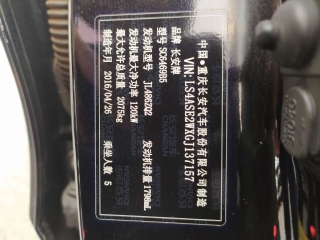 中国●重庆长安汽车股份有限公司制造
VIN: LS4ASE2WXGJ137157
品牌 长安牌
型号 SC6469B5
发动机型号 JL486ZQ2
发动机排量 1798mL
发动机最大净功率 120kW
最大允许总质量 2075kg
乘坐人数 5
制造年月 2016/04/26